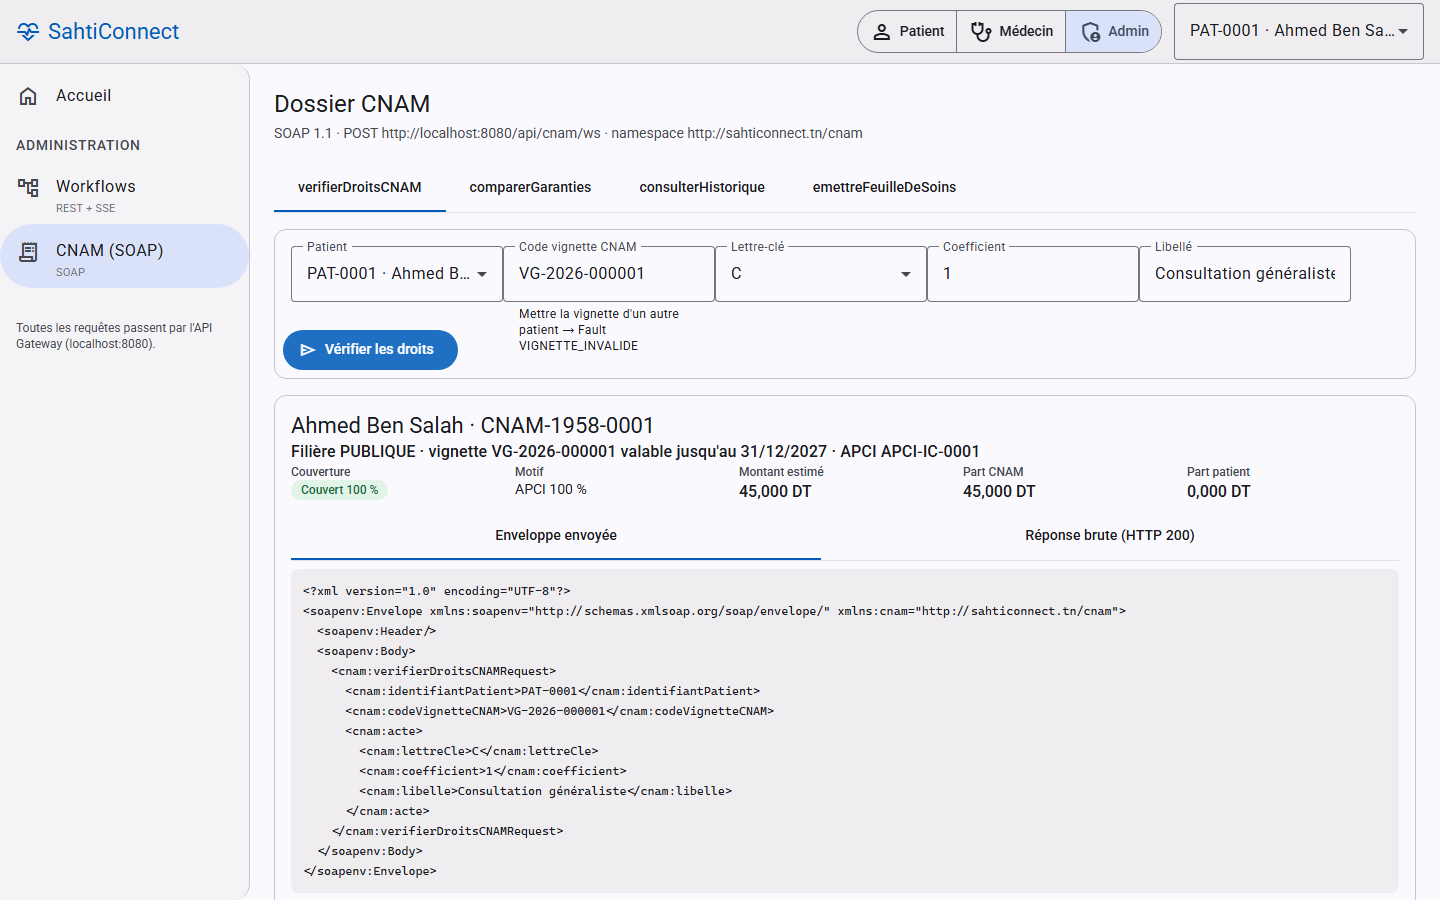 SahtiConnect
Patient
Médecin
Admin
PAT-0001 · Ahmed Ben Sa...
Accueil
ADMINISTRATION
Workflows
REST + SSE
CNAM (SOAP)
SOAP
Toutes les requêtes passent par l'API
Gateway (localhost:8080).
Dossier CNAM
SOAP 1.1 · POST http://localhost:8080/api/cnam/ws · namespace http://sahticonnect.tn/cnam
verifierDroitsCNAM
comparerGaranties
consulterHistorique
emettreFeuilleDeSoins
Patient
PAT-0001 · Ahmed B...
Code vignette CNAM
VG-2026-000001
Mettre la vignette d'un autre
patient → Fault
VIGNETTE_INVALIDE
Lettre-clé
C
Coefficient
1
Libellé
Consultation généraliste
Vérifier les droits
Ahmed Ben Salah · CNAM-1958-0001
Filière PUBLIQUE · vignette VG-2026-000001 valable jusqu'au 31/12/2027 · APCI APCI-IC-0001
Couverture
Couvert 100 %
Motif
APCI 100 %
Montant estimé
45,000 DT
Part CNAM
45,000 DT
Part patient
0,000 DT
Enveloppe envoyée
Réponse brute (HTTP 200)
<?xml version="1.0" encoding="UTF-8"?>
<soapenv:Envelope xmlns:soapenv="http://schemas.xmlsoap.org/soap/envelope/" xmlns:cnam="http://sahticonnect.tn/cnam">
  <soapenv:Header/>
  <soapenv:Body>
    <cnam:verifierDroitsCNAMRequest>
      <cnam:identifiantPatient>PAT-0001</cnam:identifiantPatient>
      <cnam:codeVignetteCNAM>VG-2026-000001</cnam:codeVignetteCNAM>
      <cnam:acte>
        <cnam:lettreCle>C</cnam:lettreCle>
        <cnam:coefficient>1</cnam:coefficient>
        <cnam:libelle>Consultation généraliste</cnam:libelle>
      </cnam:acte>
    </cnam:verifierDroitsCNAMRequest>
  </soapenv:Body>
</soapenv:Envelope>